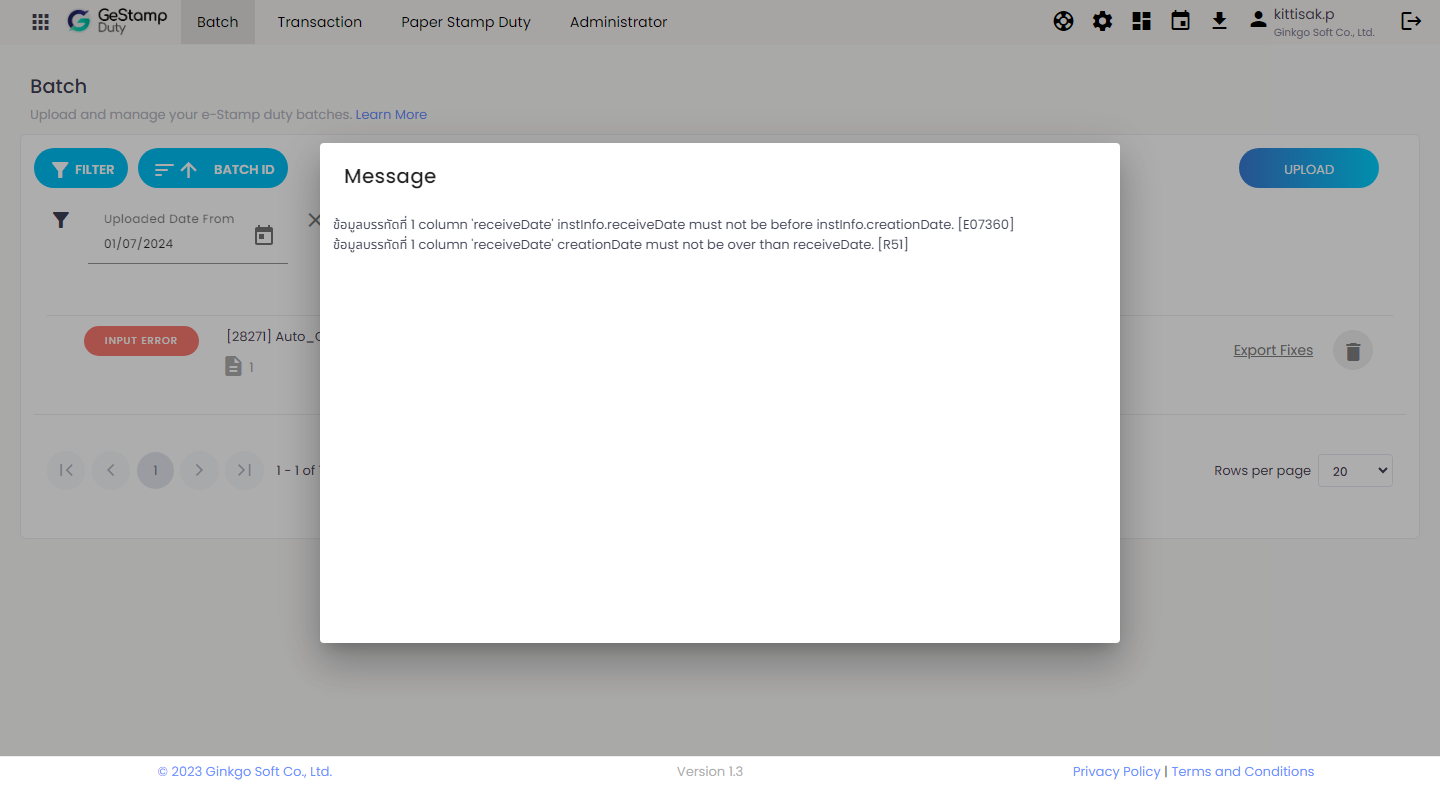 GeStamp
Duty
Batch
Transaction
Paper Stamp Duty
Administrator
kittisak.p
Ginkgo Soft Co., Ltd.
Batch
Upload and manage your e-Stamp duty batches. Learn More
FILTER
BATCH ID
UPLOAD
Uploaded Date From
01/07/2024
Message
ข้อมูลบรรทัดที่ 1 column 'receiveDate' instInfo.receiveDate must not be before instInfo.creationDate. [E07360]
ข้อมูลบรรทัดที่ 1 column 'receiveDate' creationDate must not be over than receiveDate. [R51]
INPUT ERROR
[28271]
1
Export Fixes
1
1 - 1 of
Rows per page
20
© 2023 Ginkgo Soft Co., Ltd.
Version 1.3
Privacy Policy | Terms and Conditions